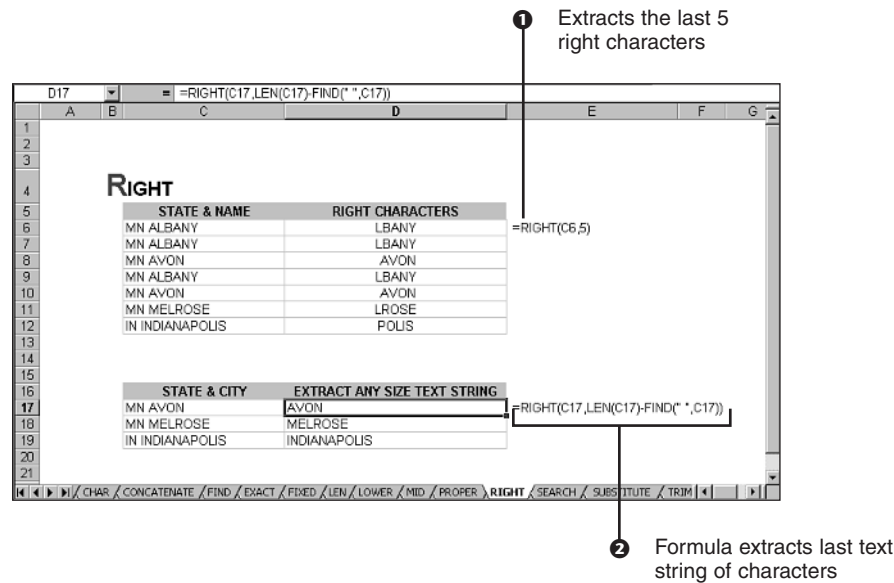 ❶ Extracts the last 5
right characters
D17 = =RIGHT(C17,LEN(C17)-FIND(" ",C17))
A B C D E F G
1
2
3
4 RIGHT
5 STATE & NAME RIGHT CHARACTERS
6 MN ALBANY LBANY =RIGHT(C6,5)
7 MN ALBANY LBANY
8 MN AVON AVON
9 MN ALBANY LBANY
10 MN AVON AVON
11 MN MELROSE LROSE
12 IN INDIANAPOLIS POLIS
13
14
15
16 STATE & CITY EXTRACT ANY SIZE TEXT STRING
17 MN AVON AVON =RIGHT(C17,LEN(C17)-FIND(" ",C17))
18 MN MELROSE MELROSE
19 IN INDIANAPOLIS INDIANAPOLIS
20
21
CHAR / CONCATENATE / FIND / EXACT / FIXED / LEN / LOWER / MID / PROPER \ RIGHT / SEARCH / SUBSTITUTE / TRIM
❷ Formula extracts last text
string of characters